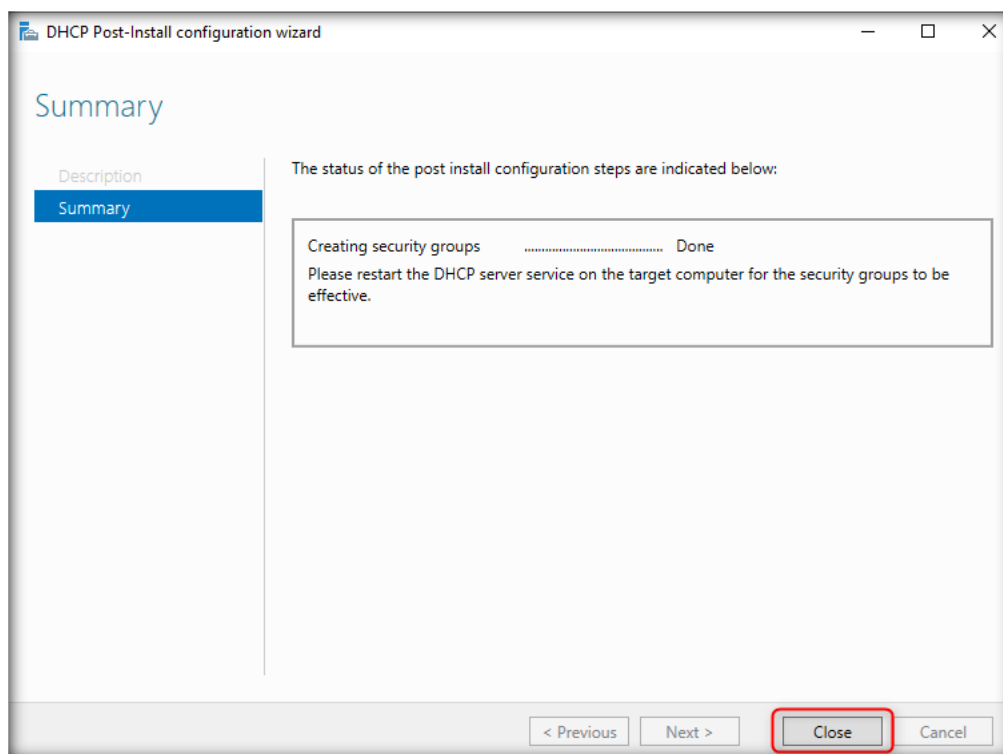 DHCP Post-Install configuration wizard
Summary
Description
Summary
The status of the post install configuration steps are indicated below:
Creating security groups ........................................ Done
Please restart the DHCP server service on the target computer for the security groups to be
effective.
< Previous Next > Close Cancel